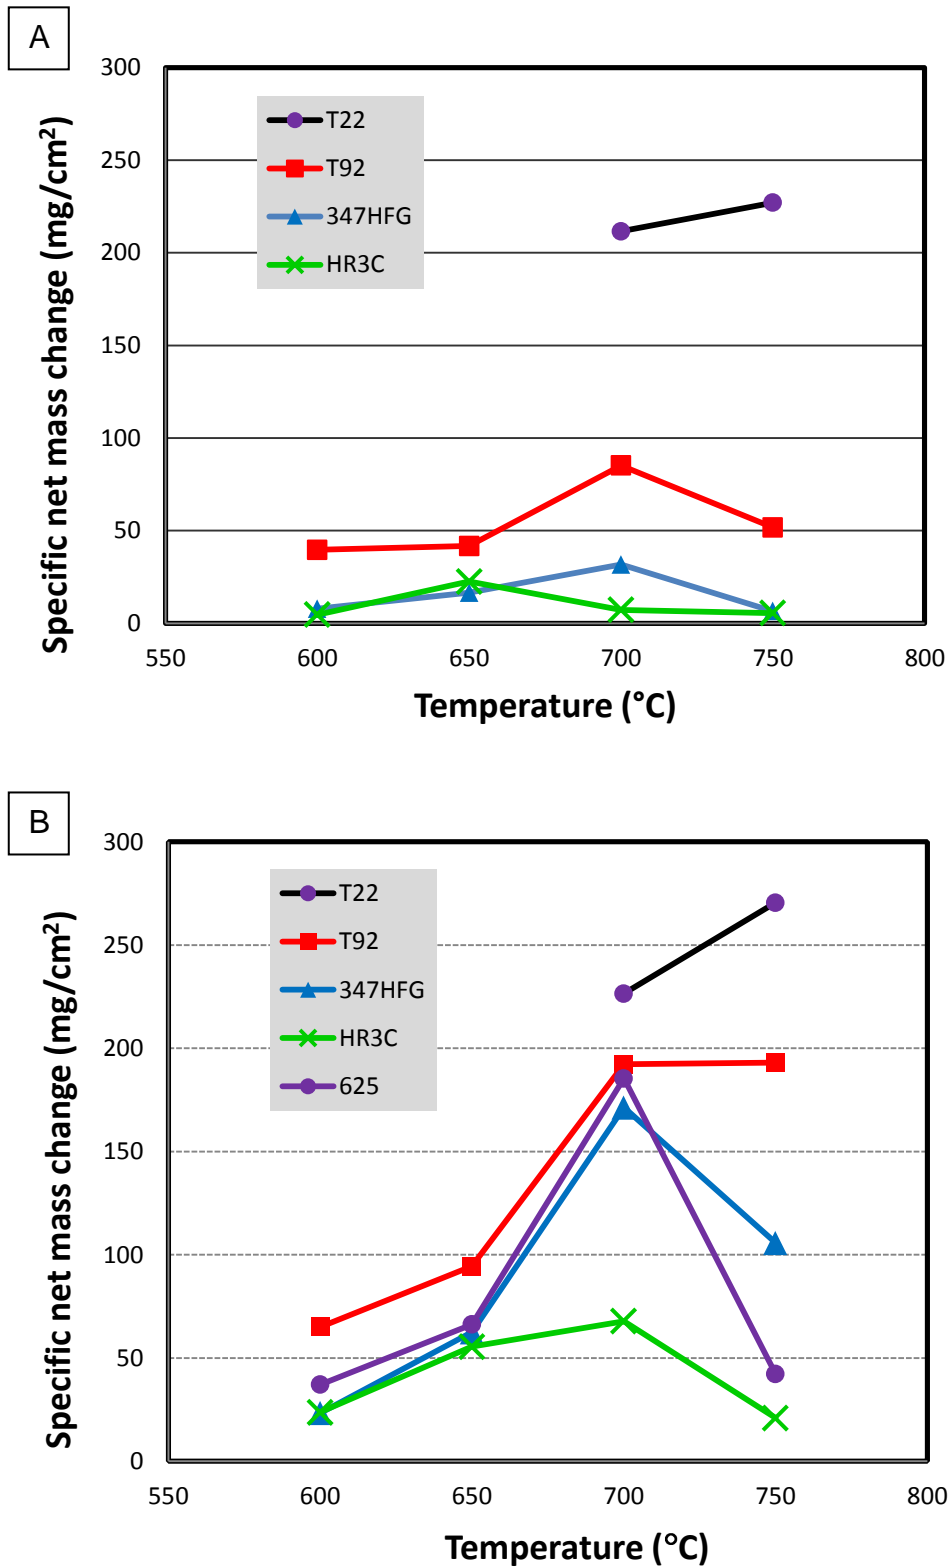 A
300
250
200
150
100
50
0
T22
T92
347HFG
HR3C
Specific net mass change (mg/cm²)
550 600 650 700 750 800
Temperature (°C)
B
300
250
200
150
100
50
0
T22
T92
347HFG
HR3C
625
Specific net mass change (mg/cm²)
550 600 650 700 750 800
Temperature (°C)